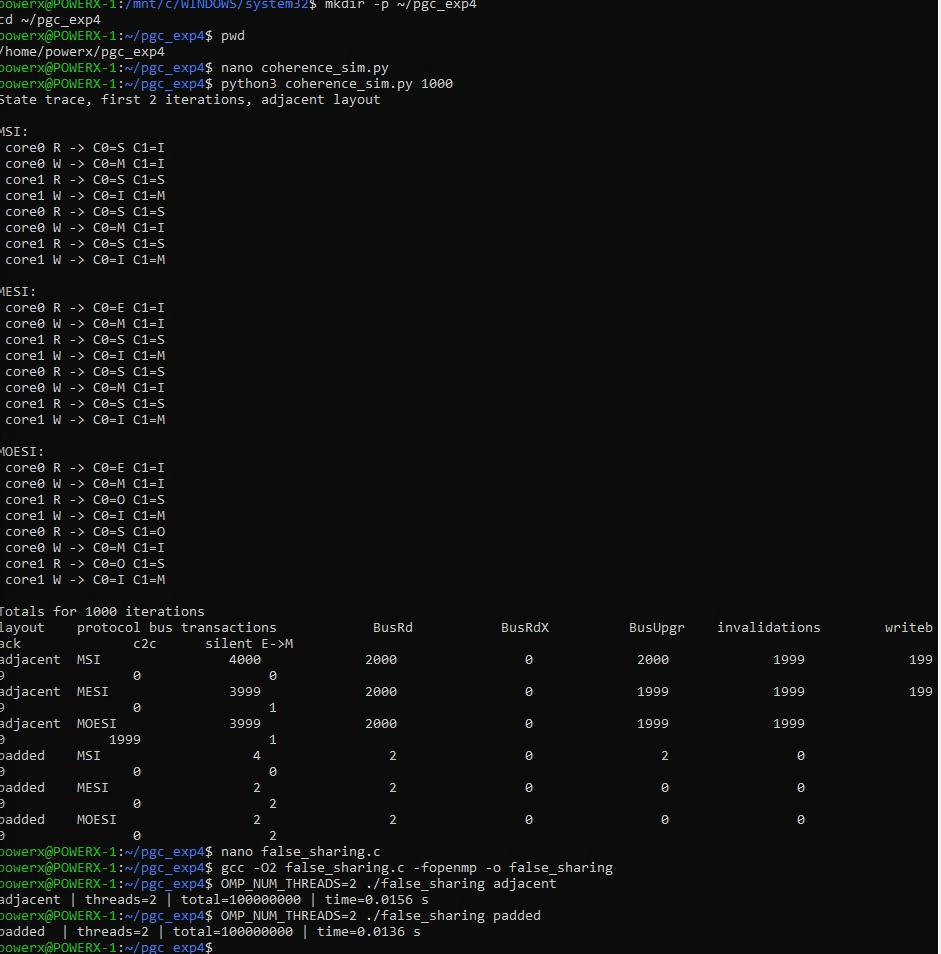 powerx@POWERX-1:/mnt/c/WINDOWS/system32$ mkdir -p ~/pgc_exp4
cd ~/pgc_exp4
powerx@POWERX-1:~/pgc_exp4$ pwd
/home/powerx/pgc_exp4
powerx@POWERX-1:~/pgc_exp4$ nano coherence_sim.py
powerx@POWERX-1:~/pgc_exp4$ python3 coherence_sim.py 1000
State trace, first 2 iterations, adjacent layout
MSI:
core0 R -> C0=S C1=I
core0 W -> C0=M C1=I
core1 R -> C0=S C1=S
core1 W -> C0=I C1=M
core0 R -> C0=S C1=S
core0 W -> C0=M C1=I
core1 R -> C0=S C1=S
core1 W -> C0=I C1=M
MESI:
core0 R -> C0=E C1=I
core0 W -> C0=M C1=I
core1 R -> C0=S C1=S
core1 W -> C0=I C1=M
core0 R -> C0=S C1=S
core0 W -> C0=M C1=I
core1 R -> C0=S C1=S
core1 W -> C0=I C1=M
MOESI:
core0 R -> C0=E C1=I
core0 W -> C0=M C1=I
core1 R -> C0=O C1=S
core1 W -> C0=I C1=M
core0 R -> C0=S C1=O
core0 W -> C0=M C1=I
core1 R -> C0=O C1=S
core1 W -> C0=I C1=M
Totals for 1000 iterations
layout protocol bus transactions BusRd BusRdX BusUpgr invalidations writeb
ack c2c silent E->M
adjacent MSI 4000 2000 0 2000 1999 199
9 0 0
adjacent MESI 3999 2000 0 1999 1999 199
9 0 1
adjacent MOESI 3999 2000 0 1999 1999
0 1999 1
padded MSI 4 2 0 2 0
0 0 0
padded MESI 2 2 0 0 0
0 0 2
padded MOESI 2 2 0 0 0
0 0 2
powerx@POWERX-1:~/pgc_exp4$ nano false_sharing.c
powerx@POWERX-1:~/pgc_exp4$ gcc -O2 false_sharing.c -fopenmp -o false_sharing
powerx@POWERX-1:~/pgc_exp4$ OMP_NUM_THREADS=2 ./false_sharing adjacent
adjacent | threads=2 | total=100000000 | time=0.0156 s
powerx@POWERX-1:~/pgc_exp4$ OMP_NUM_THREADS=2 ./false_sharing padded
padded | threads=2 | total=100000000 | time=0.0136 s
powerx@POWERX-1:~/pgc_exp4$